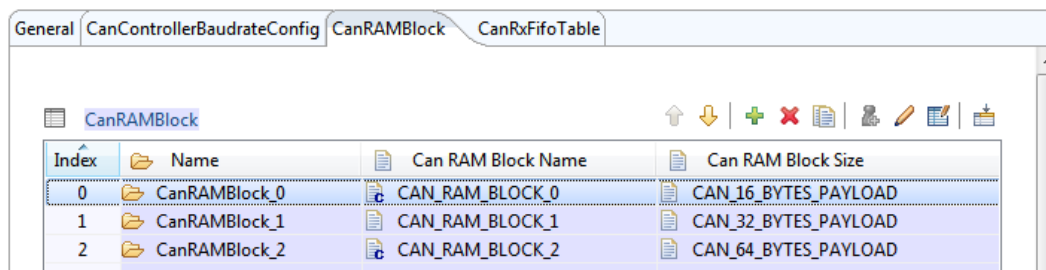 General CanControllerBaudrateConfig CanRAMBlock CanRxFifoTable
CanRAMBlock
Index Name Can RAM Block Name Can RAM Block Size
0 CanRAMBlock_0 CAN_RAM_BLOCK_0 CAN_16_BYTES_PAYLOAD
1 CanRAMBlock_1 CAN_RAM_BLOCK_1 CAN_32_BYTES_PAYLOAD
2 CanRAMBlock_2 CAN_RAM_BLOCK_2 CAN_64_BYTES_PAYLOAD